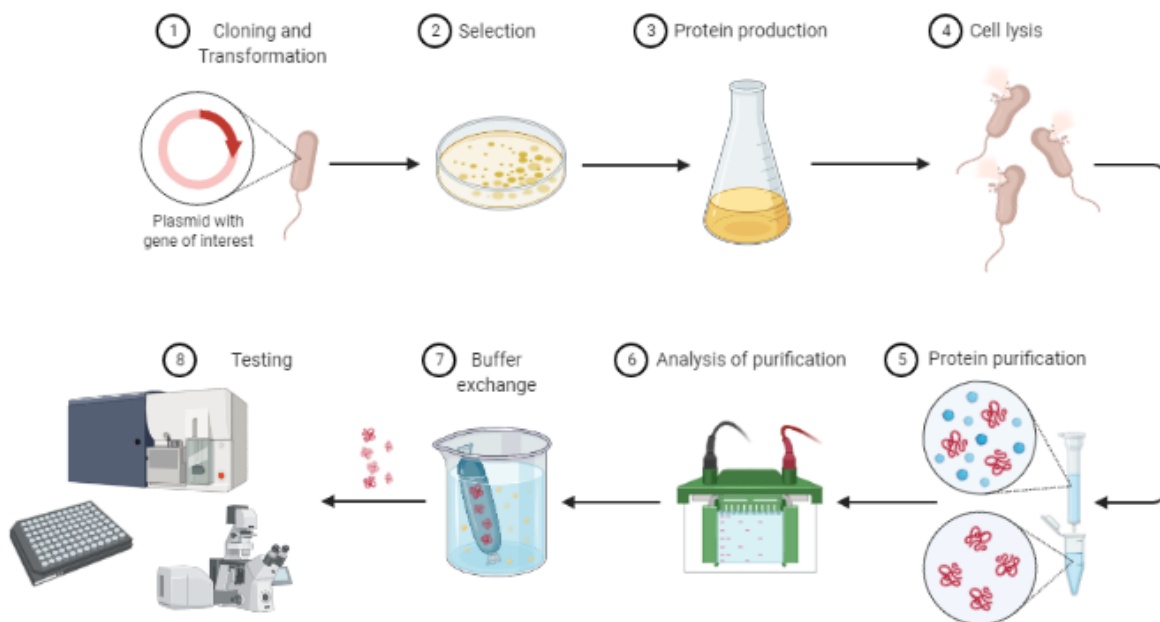 1 Cloning and
Transformation
2 Selection
3 Protein production
4 Cell lysis
Plasmid with
gene of interest
8 Testing
7 Buffer
exchange
6 Analysis of purification
5 Protein purification